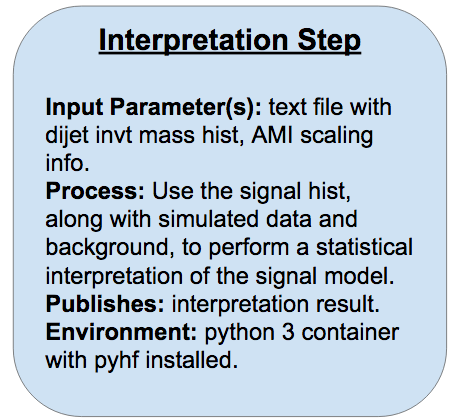 Interpretation Step
Input Parameter(s): text file with
dijet invt mass hist, AMI scaling
info.
Process: Use the signal hist,
along with simulated data and
background, to perform a statistical
interpretation of the signal model.
Publishes: interpretation result.
Environment: python 3 container
with pyhf installed.